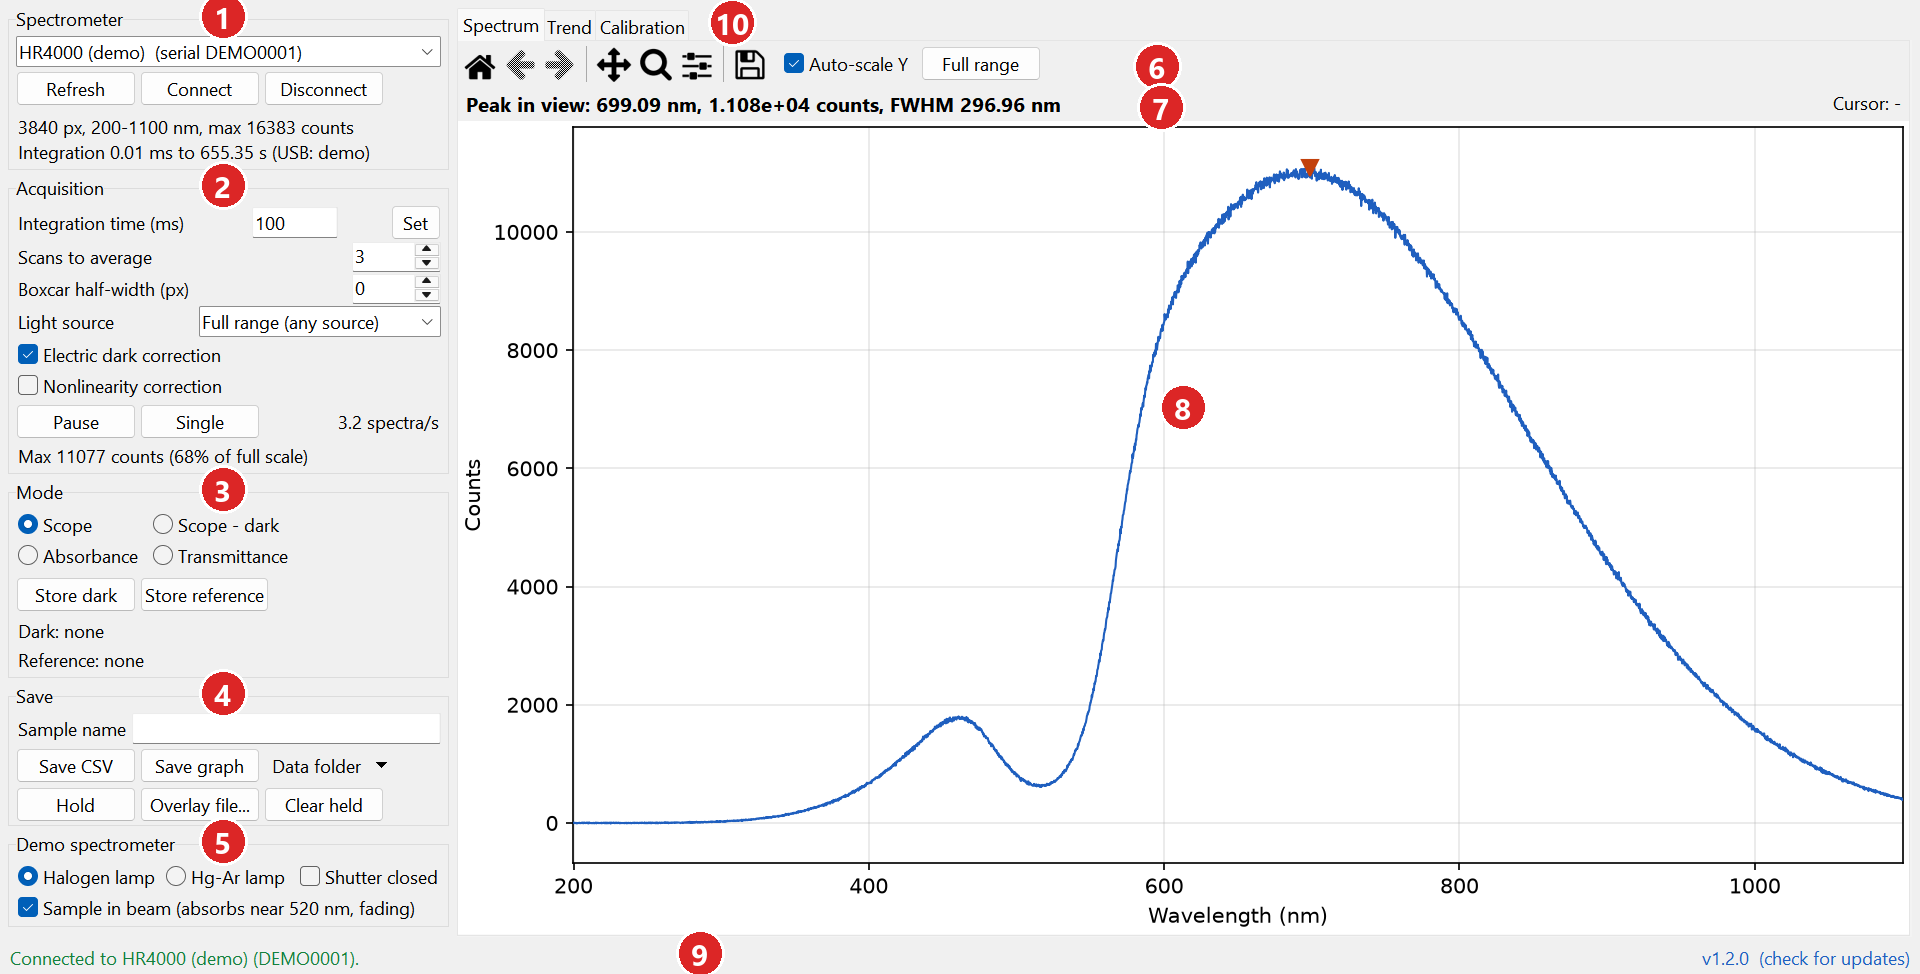 Spectrometer
1
HR4000 (demo)  (serial DEMO0001)
Refresh
Connect
Disconnect
3840 px, 200-1100 nm, max 16383 counts
Integration 0.01 ms to 655.35 s (USB: demo)
Acquisition
2
Integration time (ms)
100
Set
Scans to average
3
Boxcar half-width (px)
0
Light source
Full range (any source)
Electric dark correction
Nonlinearity correction
Pause
Single
3.2 spectra/s
Max 11077 counts (68% of full scale)
Mode
3
Scope
Scope - dark
Absorbance
Transmittance
Store dark
Store reference
Dark: none
Reference: none
Save
4
Sample name
Save CSV
Save graph
Data folder
Hold
Overlay file...
Clear held
Demo spectrometer
5
Halogen lamp
Hg-Ar lamp
Shutter closed
Sample in beam (absorbs near 520 nm, fading)
Spectrum
Trend
Calibration
10
Auto-scale Y
Full range
6
Peak in view: 699.09 nm, 1.108e+04 counts, FWHM 296.96 nm
7
Cursor: -
Counts
10000
8000
6000
4000
2000
0
8
200
400
600
800
1000
Wavelength (nm)
Connected to HR4000 (demo) (DEMO0001).
9
v1.2.0  (check for updates)